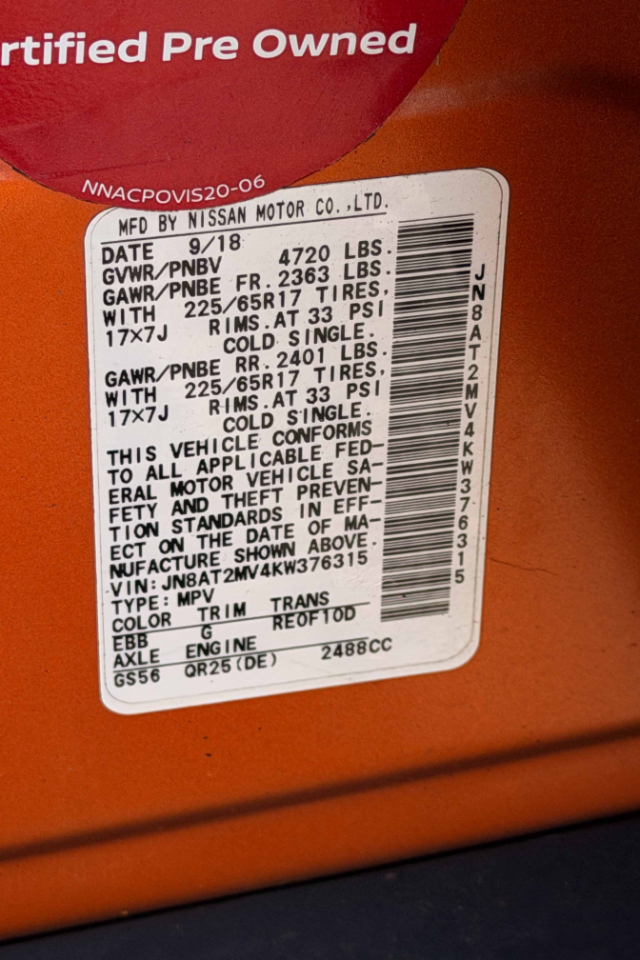 rtified Pre Owned
NNACPOVIS20-06
MFD BY NISSAN MOTOR CO.,LTD.
DATE 9/18
GVWR/PNBV 4720 LBS.
GAWR/PNBE FR. 2363 LBS.
WITH 225/65R17 TIRES,
17×7J RIMS.AT 33 PSI
COLD SINGLE.
GAWR/PNBE RR. 2401 LBS.
WITH 225/65R17 TIRES,
17×7J RIMS.AT 33 PSI
COLD SINGLE.
THIS VEHICLE CONFORMS
TO ALL APPLICABLE FED-
ERAL MOTOR VEHICLE SA-
FETY AND THEFT PREVEN-
TION STANDARDS IN EFF-
ECT ON THE DATE OF MA-
NUFACTURE SHOWN ABOVE.
VIN:JN8AT2MV4KW376315
TYPE:MPV
COLOR TRIM TRANS
EBB G RE0F10D
AXLE ENGINE
GS56 QR25(DE) 2488CC
JN8AT2MV4KW376315